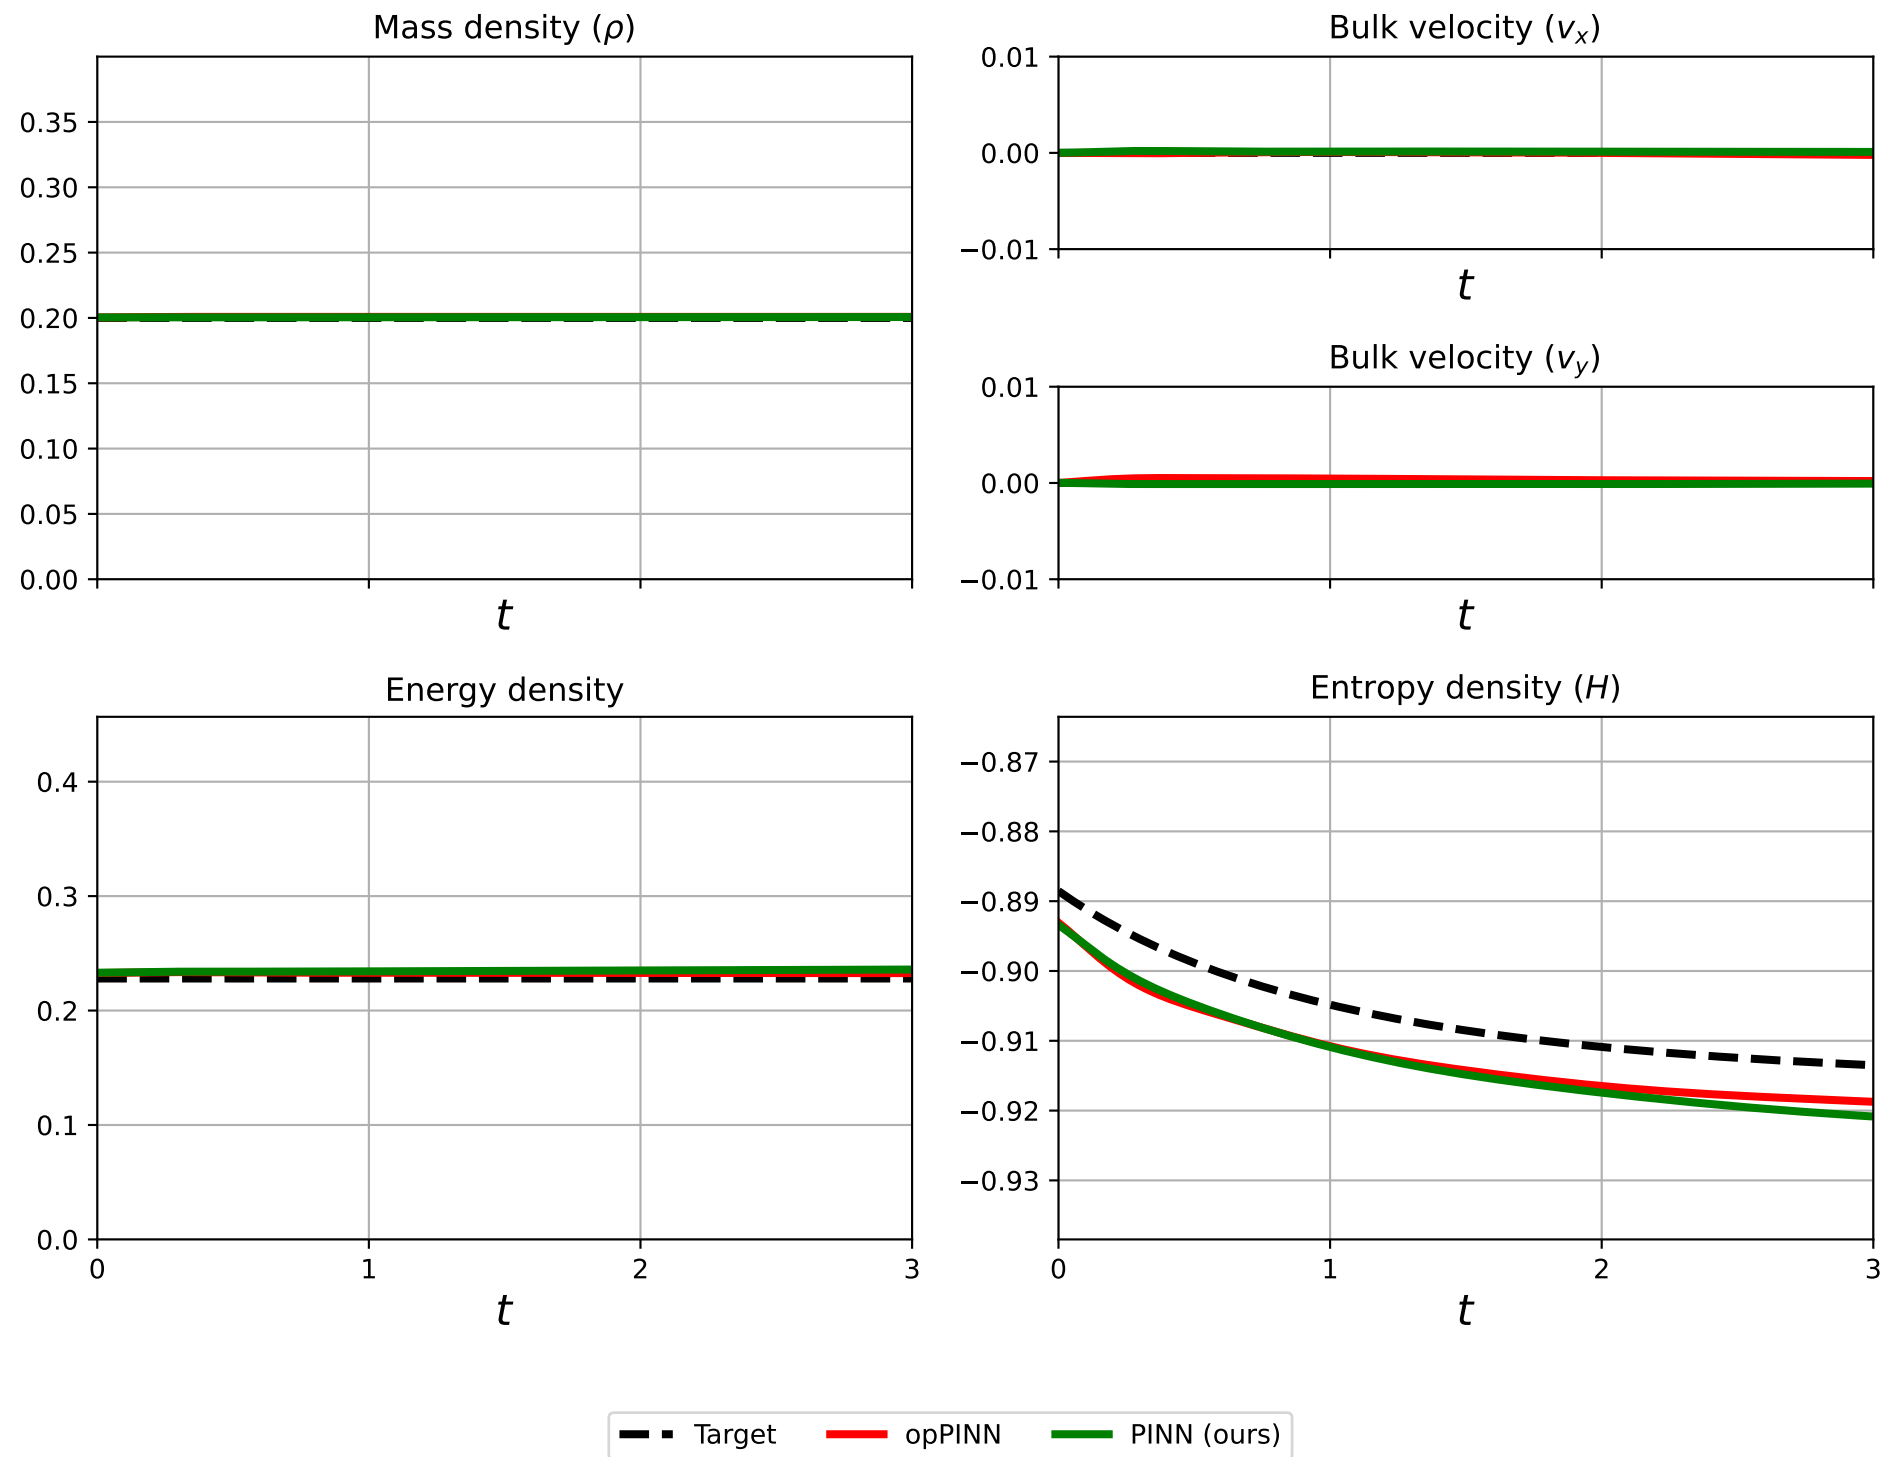 Mass density (ρ)
0.35
0.30
0.25
0.20
0.15
0.10
0.05
0.00
t
Bulk velocity (vₓ)
0.01
0.00
−0.01
t
Bulk velocity (v_y)
0.01
0.00
−0.01
t
Energy density
0.4
0.3
0.2
0.1
0.0
0 1 2 3
t
Entropy density (H)
−0.87
−0.88
−0.89
−0.90
−0.91
−0.92
−0.93
0 1 2 3
t
Target opPINN PINN (ours)